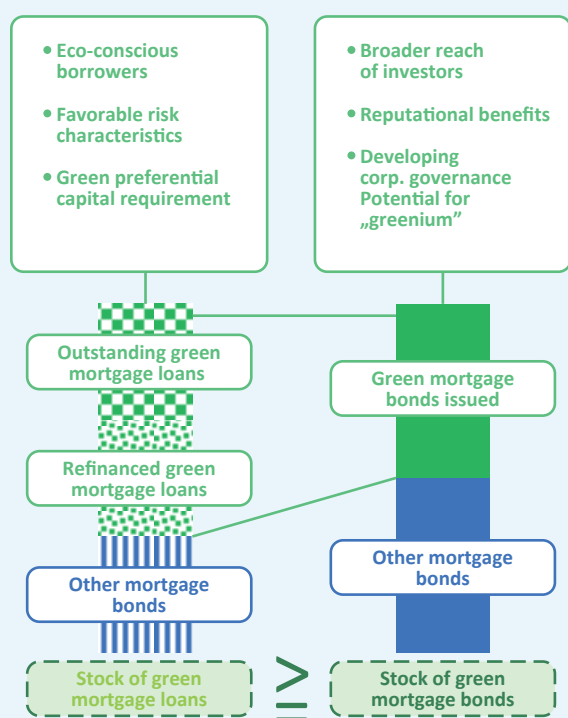 • Eco-conscious
borrowers
• Favorable risk
characteristics
• Green preferential
capital requirement
• Broader reach
of investors
• Reputational benefits
• Developing
corp. governance
Potential for
„greenium”
Outstanding green
mortgage loans
Refinanced green
mortgage loans
Other mortgage
bonds
Green mortgage
bonds issued
Other mortgage
bonds
Stock of green
mortgage loans
≥
Stock of green
mortgage bonds